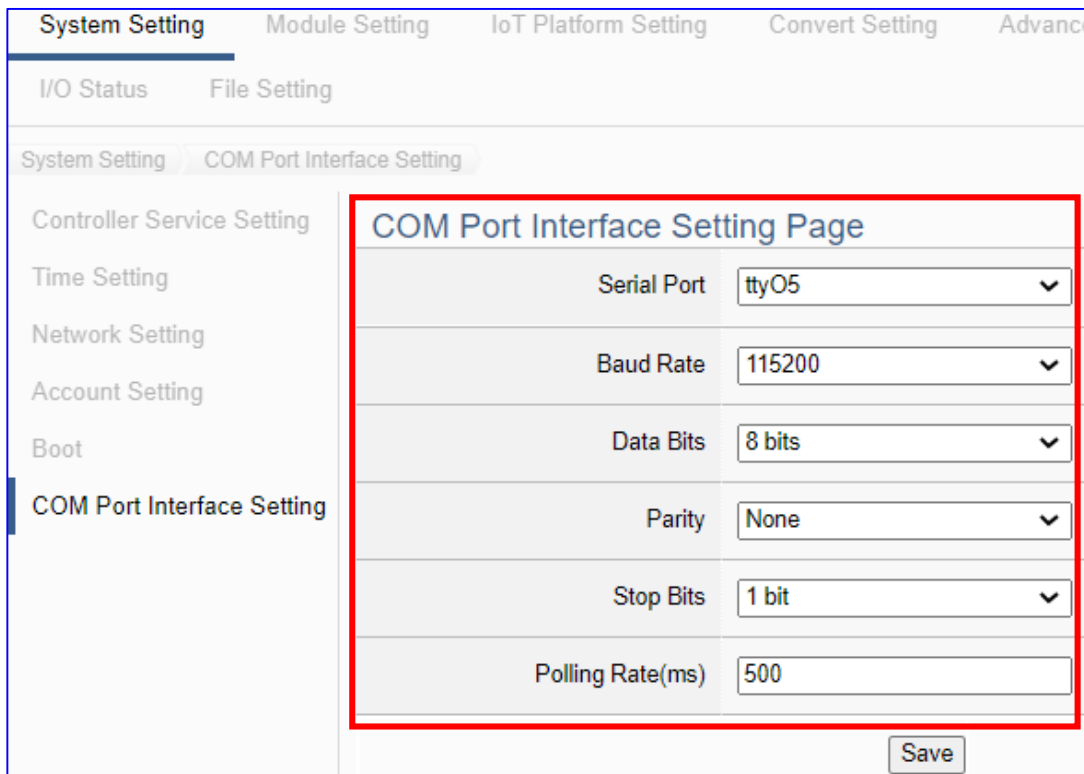 System Setting Module Setting IoT Platform Setting Convert Setting Advance
I/O Status File Setting
System Setting COM Port Interface Setting
Controller Service Setting
Time Setting
Network Setting
Account Setting
Boot
COM Port Interface Setting
COM Port Interface Setting Page
Serial Port ttyO5
Baud Rate 115200
Data Bits 8 bits
Parity None
Stop Bits 1 bit
Polling Rate(ms) 500
Save